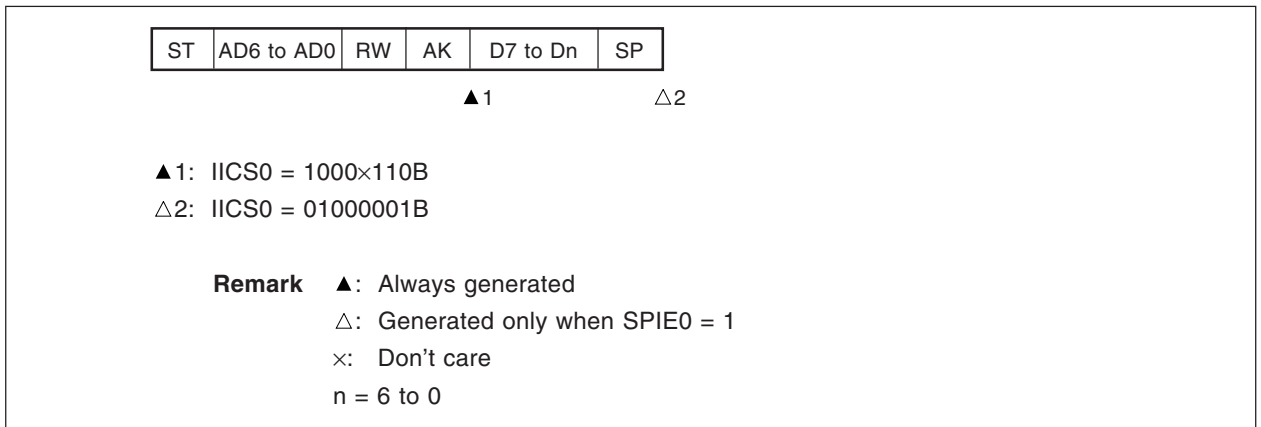 ST AD6 to AD0 RW AK D7 to Dn SP
▲1 △2
▲1: IICS0 = 1000×110B
△2: IICS0 = 01000001B
Remark ▲: Always generated
△: Generated only when SPIE0 = 1
×: Don't care
n = 6 to 0